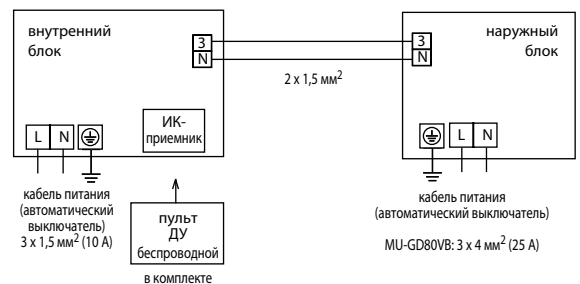 внутренний
блок
3
N
2 х 1,5 мм²
3
N
наружный
блок
L N
ИК-
приемник
кабель питания
(автоматический
выключатель)
3 х 1,5 мм² (10 А)
пульт
ДУ
беспроводной
в комплекте
L N
кабель питания
(автоматический выключатель)
MU-GD80VB: 3 х 4 мм² (25 А)